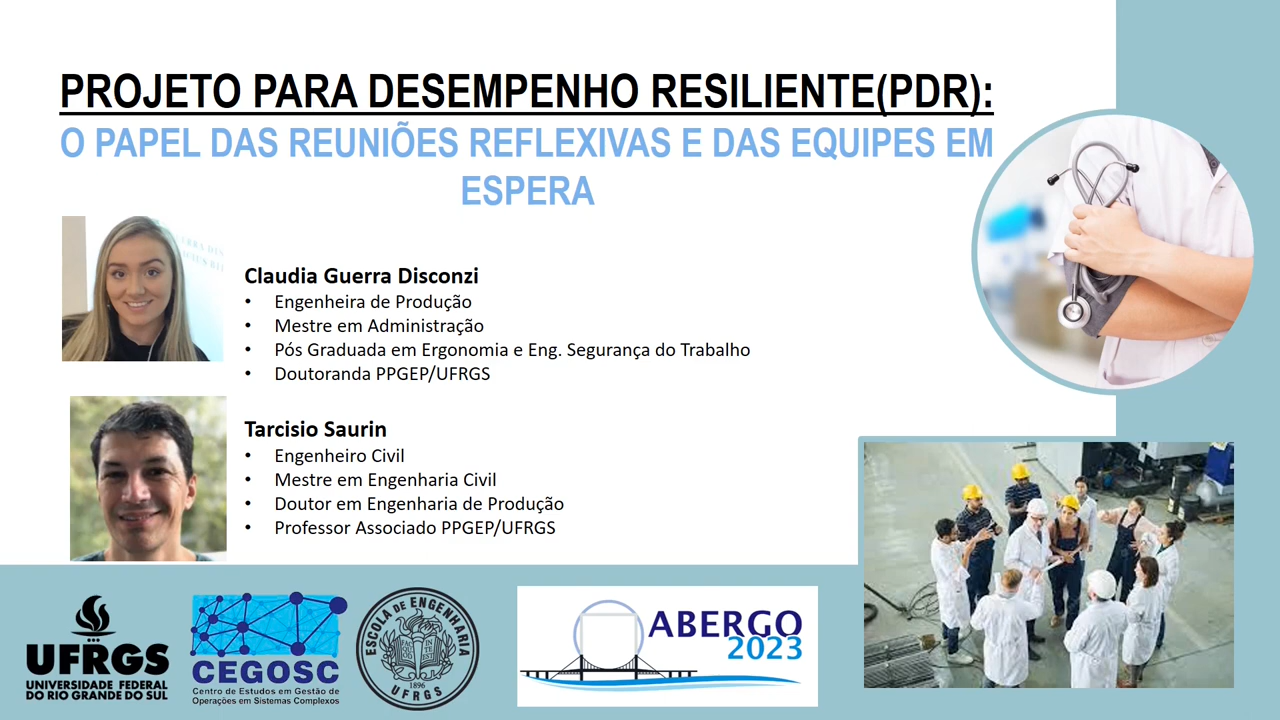 PROJETO PARA DESEMPENHO RESILIENTE(PDR):
O PAPEL DAS REUNIÕES REFLEXIVAS E DAS EQUIPES EM
ESPERA
Claudia Guerra Disconzi
• Engenheira de Produção
• Mestre em Administração
• Pós Graduada em Ergonomia e Eng. Segurança do Trabalho
• Doutoranda PPGEP/UFRGS
Tarcisio Saurin
• Engenheiro Civil
• Mestre em Engenharia Civil
• Doutor em Engenharia de Produção
• Professor Associado PPGEP/UFRGS
UFRGS
UNIVERSIDADE FEDERAL
DO RIO GRANDE DO SUL
CEGOSC
Centro de Estudos em Gestão de
Operações em Sistemas Complexos
ESCOLA DE ENGENHARIA
1896
UFRGS
ABERGO
2023